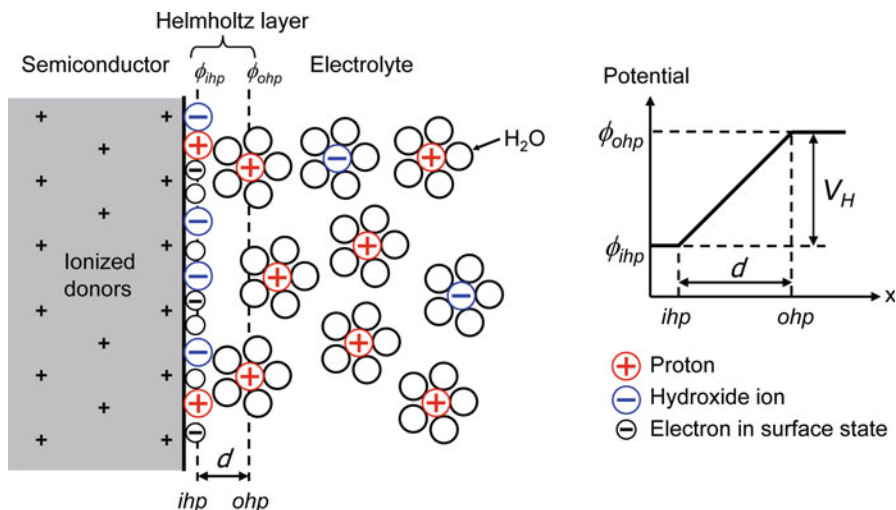 Helmholtz layer
Semiconductor
ϕihp
ϕohp
Electrolyte
H2O
Ionized
donors
d
ihp
ohp
Potential
ϕohp
VH
ϕihp
d
x
ihp
ohp
Proton
Hydroxide ion
Electron in surface state